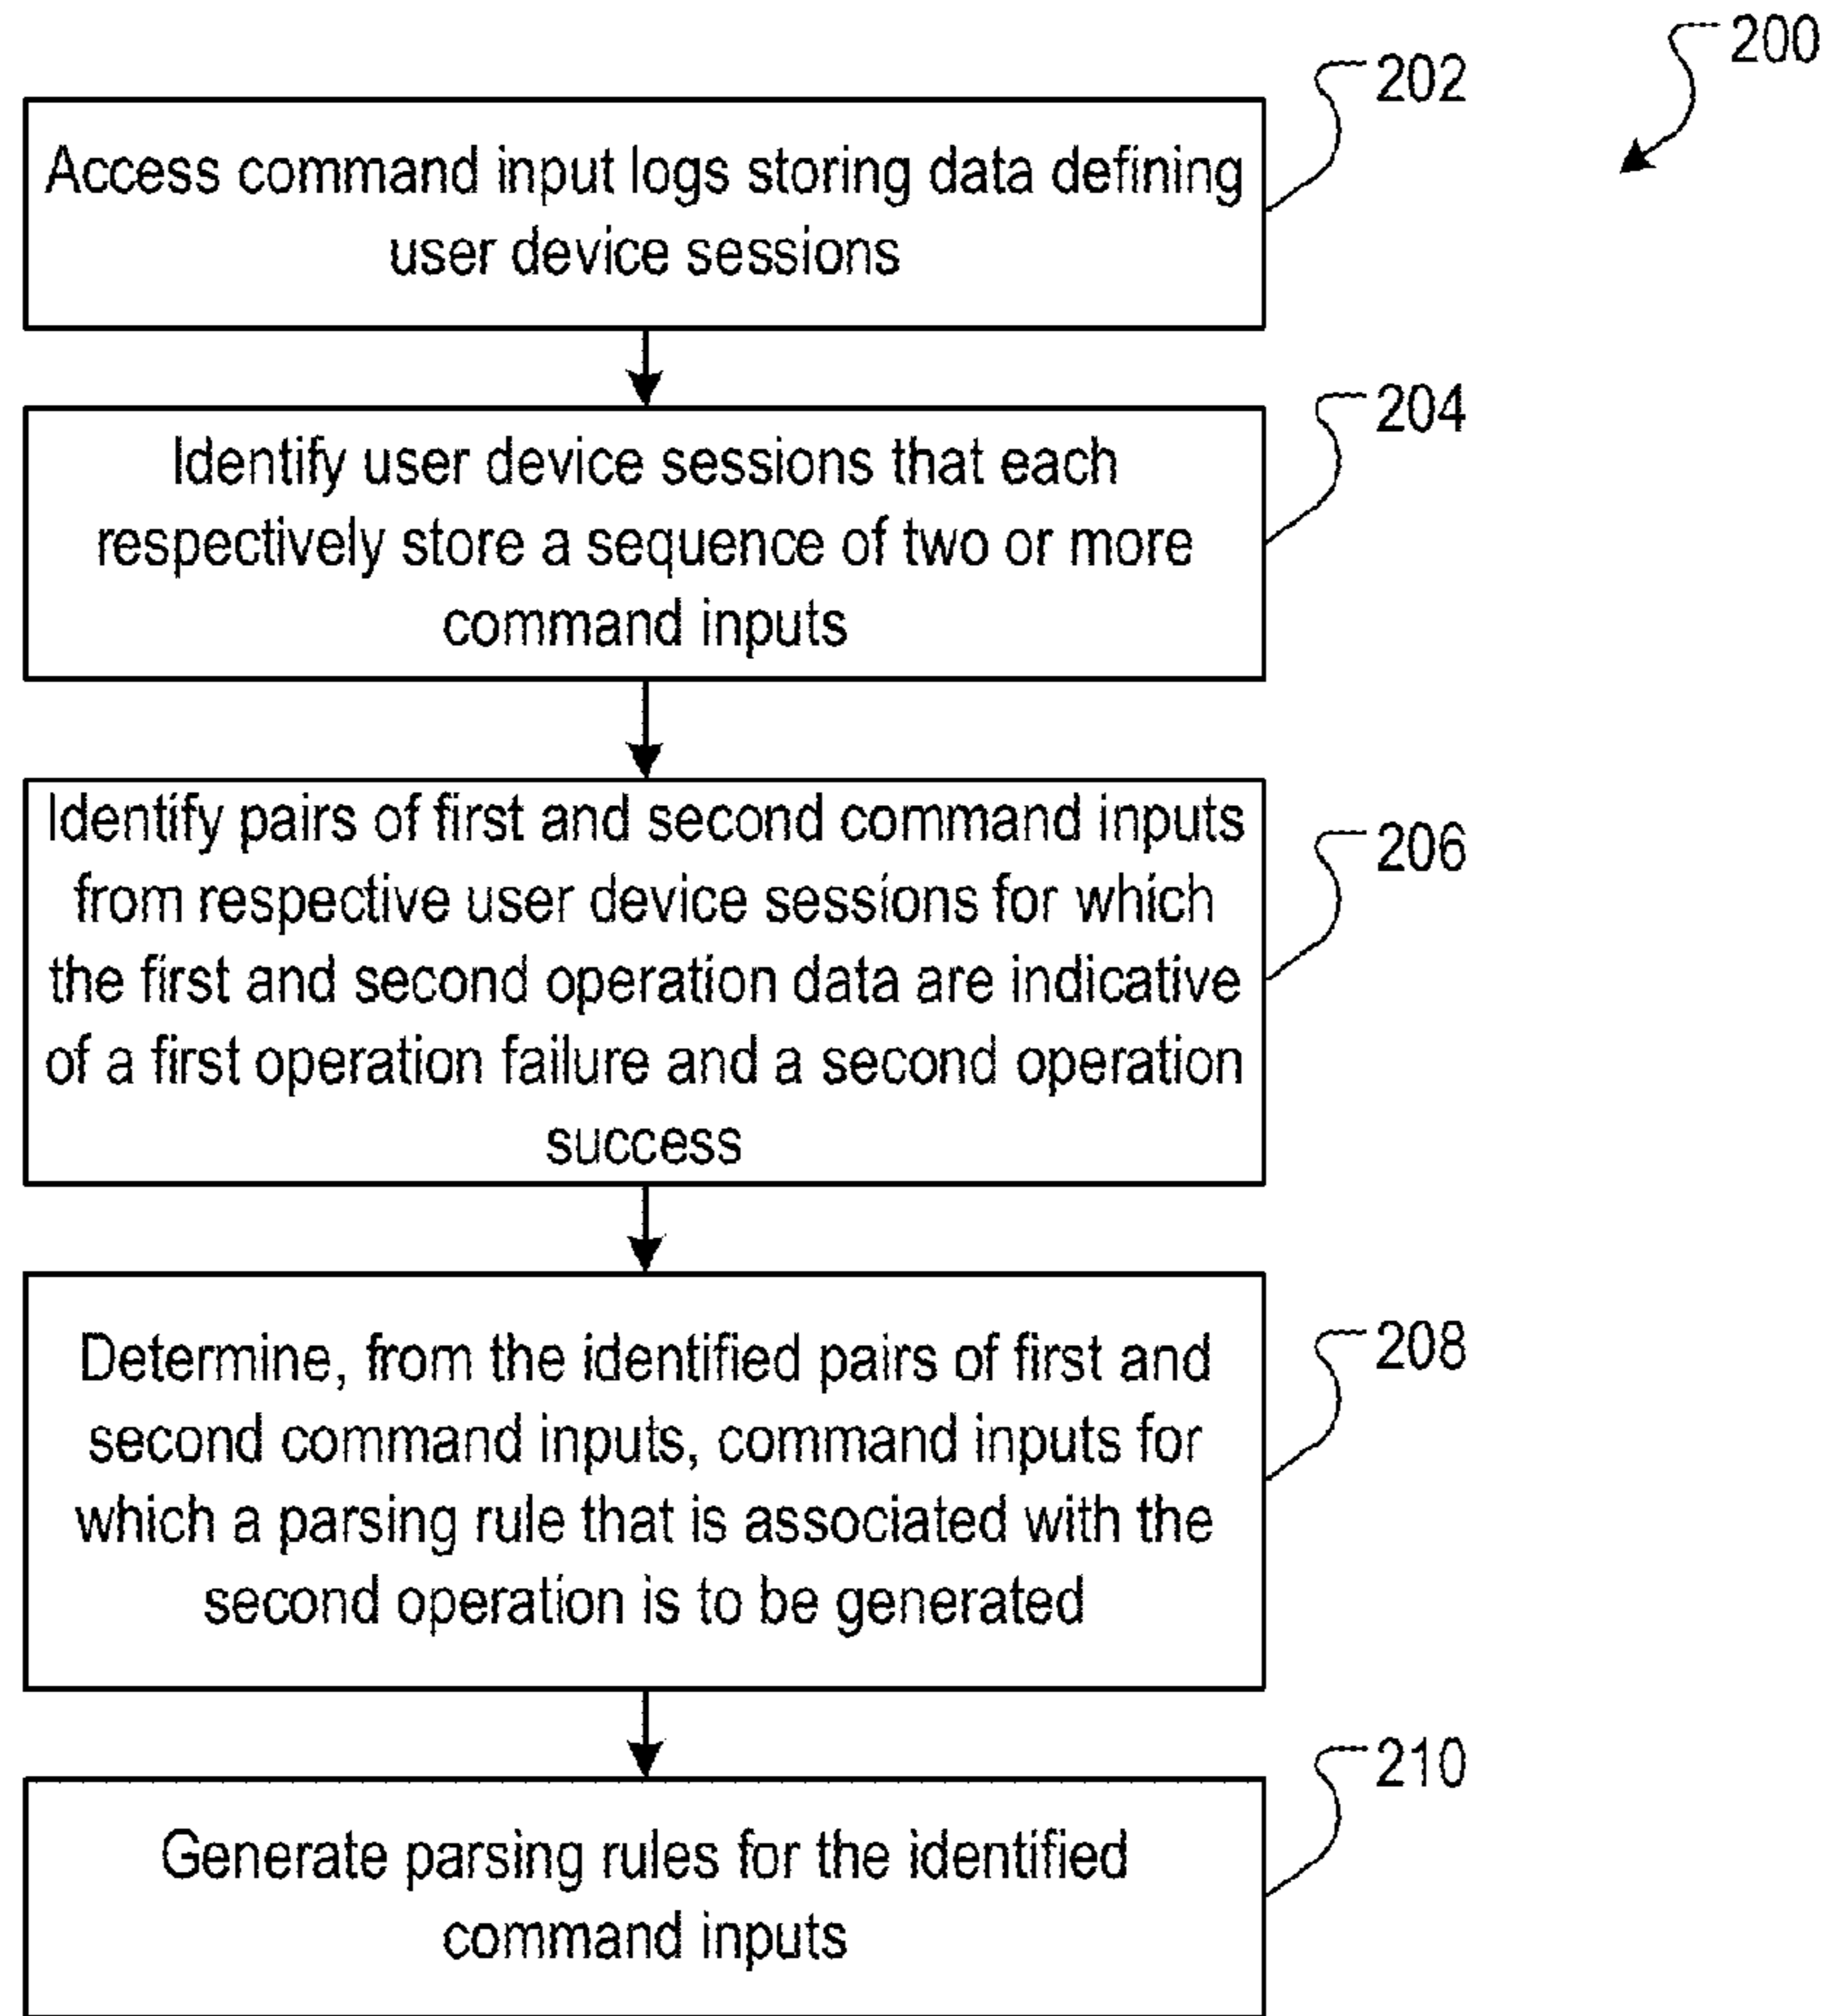 200
202
Access command input logs storing data defining
user device sessions
204
Identify user device sessions that each
respectively store a sequence of two or more
command inputs
206
Identify pairs of first and second command inputs
from respective user device sessions for which
the first and second operation data are indicative
of a first operation failure and a second operation
success
208
Determine, from the identified pairs of first and
second command inputs, command inputs for
which a parsing rule that is associated with the
second operation is to be generated
210
Generate parsing rules for the identified
command inputs